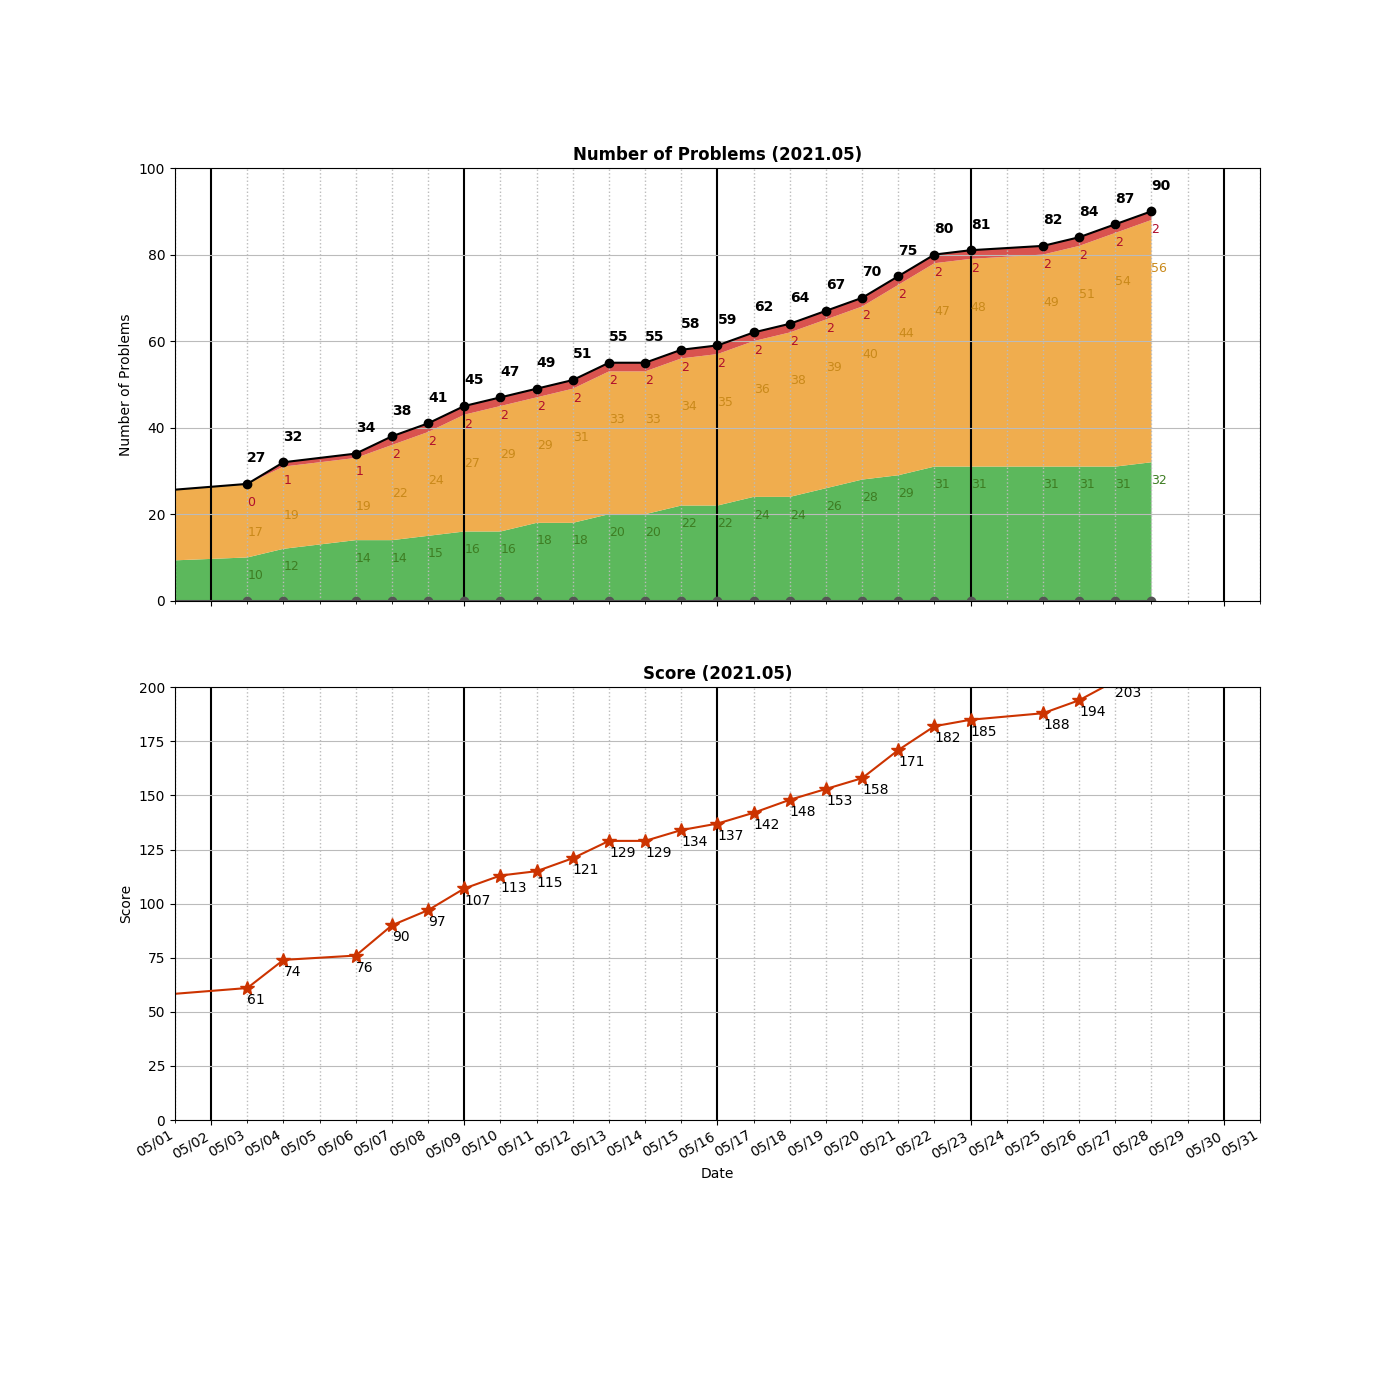 Number of Problems (2021.05)
Number of Problems
100
80
60
40
20
0
27 32 34 38 41 45 47 49 51 55 55 58 59 62 64 67 70 75 80 81 82 84 87 90
0 1 1 2 2 2 2 2 2 2 2 2 2 2 2 2 2 2 2 2 2 2 2 2
17 19 19 22 24 27 29 29 31 33 33 34 35 36 38 39 40 44 47 48 49 51 54 56
10 12 14 14 15 16 16 18 18 20 20 22 22 24 24 26 28 29 31 31 31 31 31 32
Score (2021.05)
Score
200
175
150
125
100
75
50
25
0
61 74 76 90 97 107 113 115 121 129 129 134 137 142 148 153 158 171 182 185 188 194 203
05/01 05/02 05/03 05/04 05/05 05/06 05/07 05/08 05/09 05/10 05/11 05/12 05/13 05/14 05/15 05/16 05/17 05/18 05/19 05/20 05/21 05/22 05/23 05/24 05/25 05/26 05/27 05/28 05/29 05/30 05/31
Date